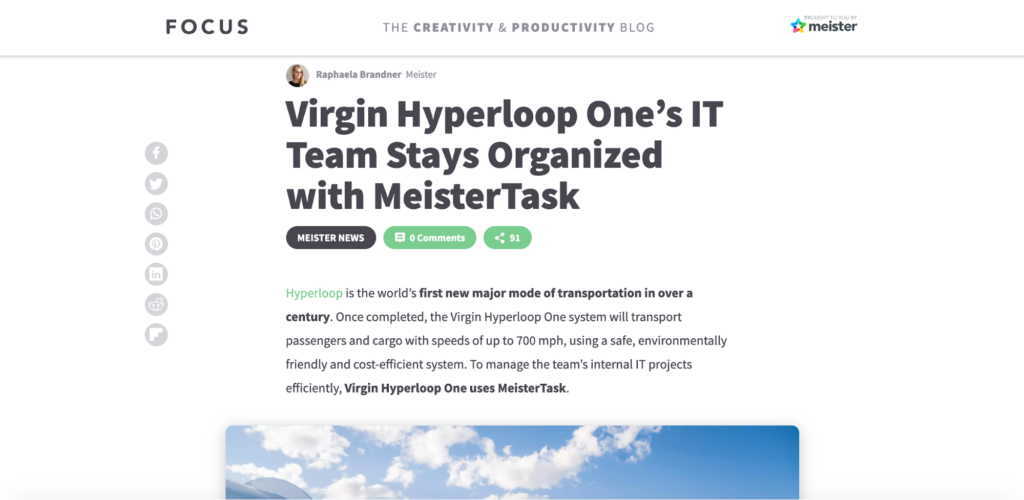 FOCUS
THE CREATIVITY & PRODUCTIVITY BLOG
BROUGHT TO YOU BY
meister
Raphaela Brandner Meister
Virgin Hyperloop One’s IT
Team Stays Organized
with MeisterTask
MEISTER NEWS
0 Comments
91
Hyperloop is the world’s first new major mode of transportation in over a
century. Once completed, the Virgin Hyperloop One system will transport
passengers and cargo with speeds of up to 700 mph, using a safe, environmentally
friendly and cost-efficient system. To manage the team’s internal IT projects
efficiently, Virgin Hyperloop One uses MeisterTask.